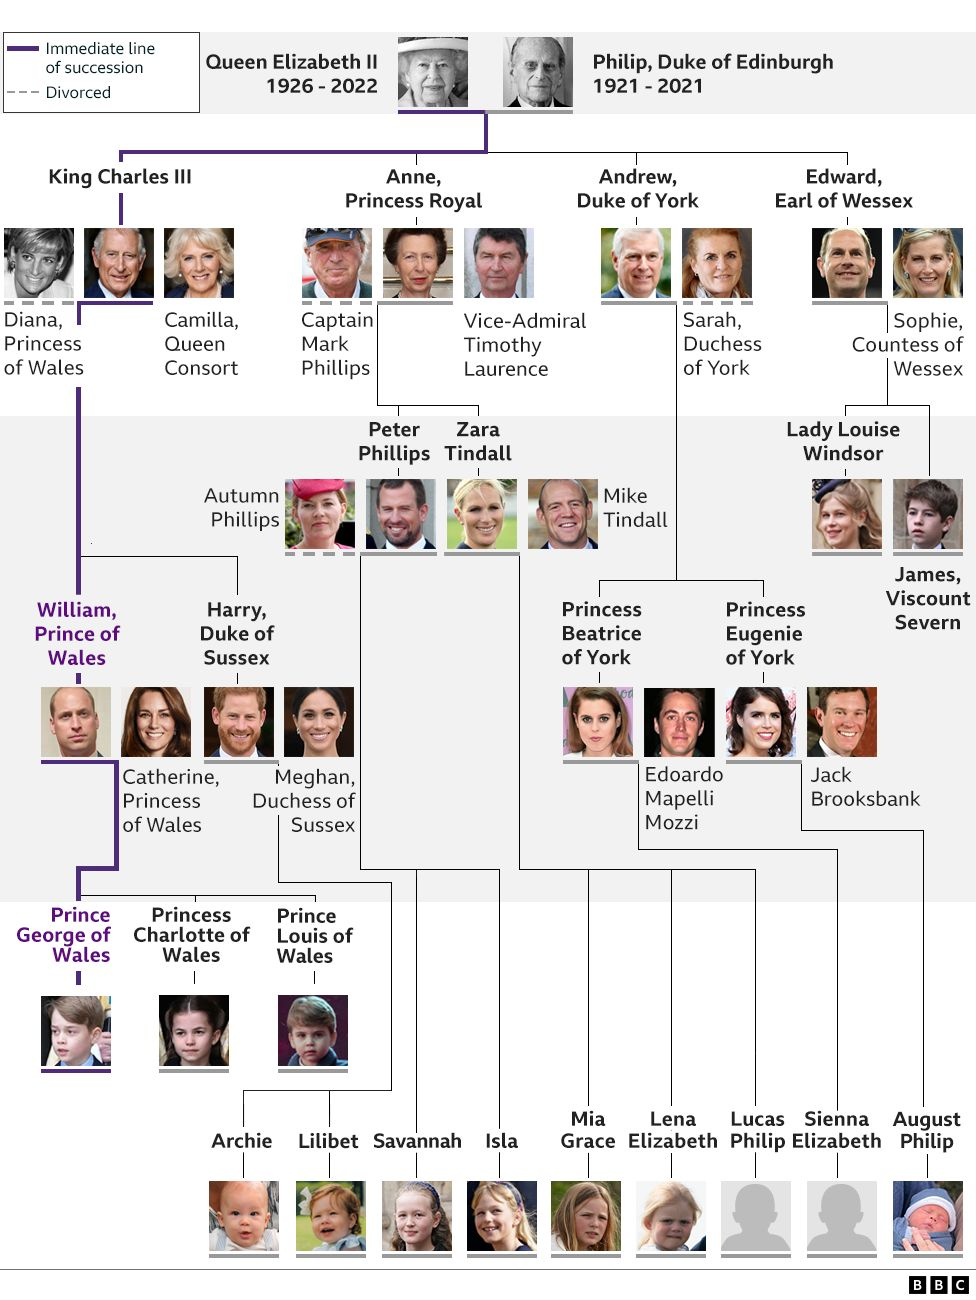 Immediate line
of succession
Divorced
Queen Elizabeth II
1926 - 2022
Philip, Duke of Edinburgh
1921 - 2021
King Charles III
Anne,
Princess Royal
Andrew,
Duke of York
Edward,
Earl of Wessex
Diana,
Princess
of Wales
Camilla,
Queen
Consort
Captain
Mark
Phillips
Vice-Admiral
Timothy
Laurence
Sarah,
Duchess
of York
Sophie,
Countess of
Wessex
Peter
Phillips
Zara
Tindall
Lady Louise
Windsor
Autumn
Phillips
Mike
Tindall
James,
Viscount
Severn
William,
Prince of
Wales
Harry,
Duke of
Sussex
Princess
Beatrice
of York
Princess
Eugenie
of York
Catherine,
Princess
of Wales
Meghan,
Duchess of
Sussex
Edoardo
Mapelli
Mozzi
Jack
Brooksbank
Prince
George of
Wales
Princess
Charlotte of
Wales
Prince
Louis of
Wales
Archie
Lilibet
Savannah
Isla
Mia
Grace
Lena
Elizabeth
Lucas
Philip
Sienna
Elizabeth
August
Philip
BBC